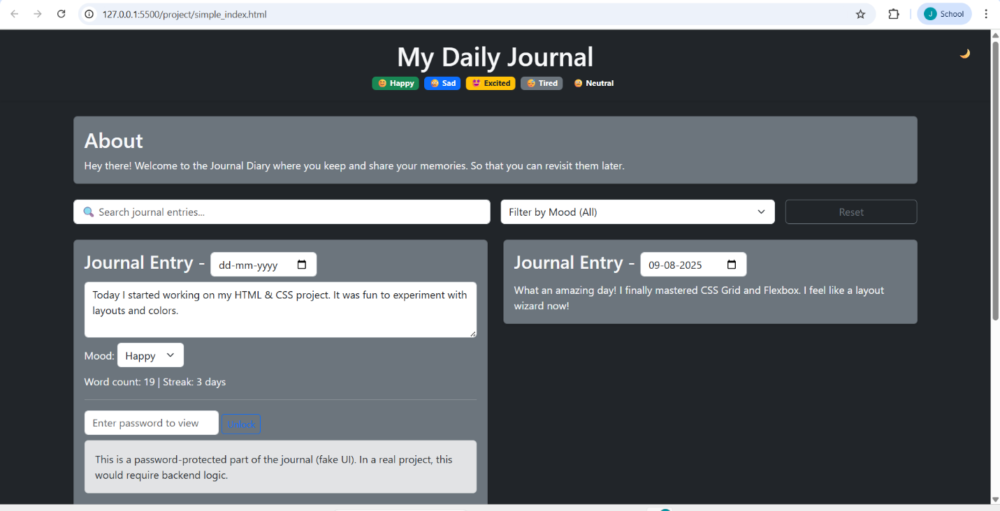 127.0.0.1:5500/project/simple_index.html
J School
My Daily Journal
Happy Sad Excited Tired Neutral
About
Hey there! Welcome to the Journal Diary where you keep and share your memories. So that you can revisit them later.
Search journal entries...
Filter by Mood (All)
Reset
Journal Entry - dd-mm-yyyy
Today I started working on my HTML & CSS project. It was fun to experiment with
layouts and colors.
Mood: Happy
Word count: 19 | Streak: 3 days
Enter password to view Unlock
This is a password-protected part of the journal (fake UI). In a real project, this
would require backend logic.
Journal Entry - 09-08-2025
What an amazing day! I finally mastered CSS Grid and Flexbox. I feel like a layout
wizard now!